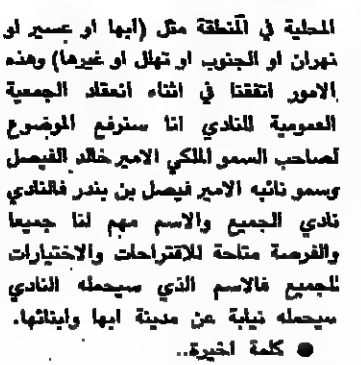 المحلية في المنطقة مثل (ابها او عسير او
نهران او الجنوب او تهلل او غيرها) وهذه
الامور اتفقنا في اثناء انعقاد الجمعية
العمومية للنادي انا سنرفع الموضوع
لصاحب السمو الملكي الامير خالد الفيصل
وسمو نائبه الامير فيصل بن بندر فالنادي
نادي الجميع والاسم مهم لنا جميعا
والفرصة متاحة للاقتراحات والاختيارات
للجميع فالاسم الذي سيحمله النادي
سيحمله نيابة عن مدينة ابها وابنائها.
● كلمة اخيرة..